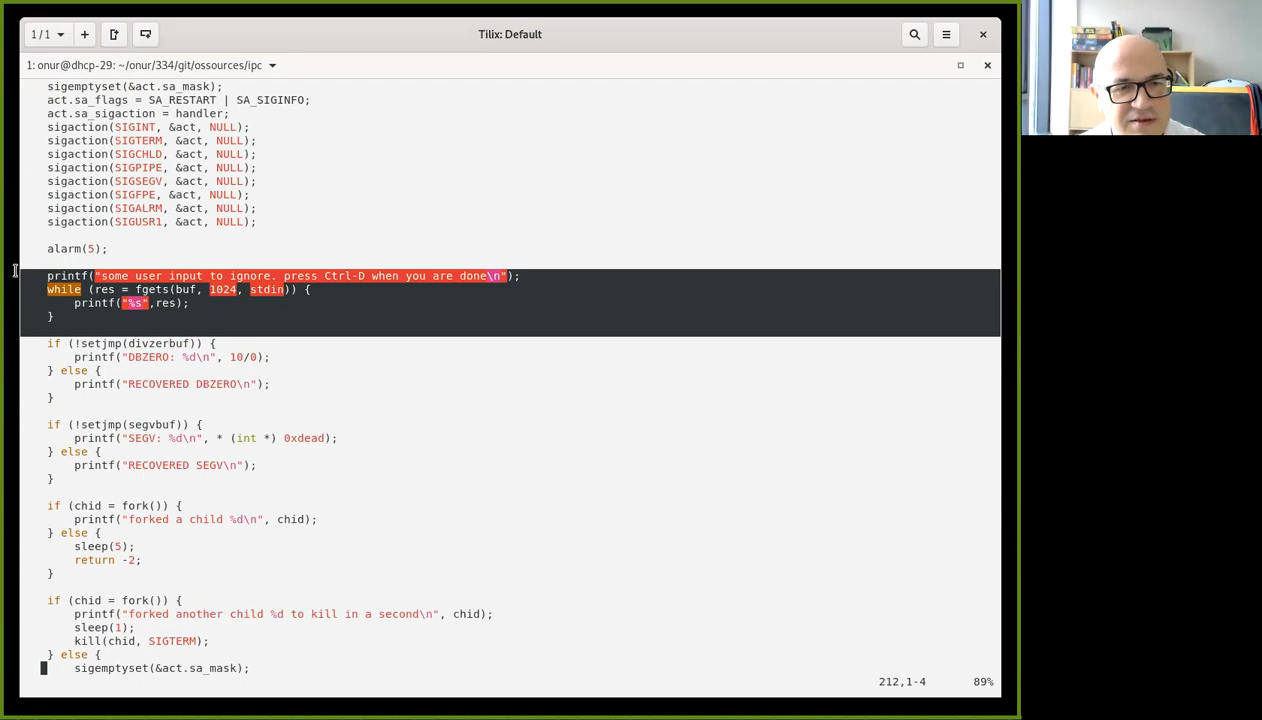 1/1
Tilix: Default
1: onur@dhcp-29: ~/onur/334/git/ossources/ipc
sigemptyset(&act.sa_mask);
act.sa_flags = SA_RESTART | SA_SIGINFO;
act.sa_sigaction = handler;
sigaction(SIGINT, &act, NULL);
sigaction(SIGTERM, &act, NULL);
sigaction(SIGCHLD, &act, NULL);
sigaction(SIGPIPE, &act, NULL);
sigaction(SIGSEGV, &act, NULL);
sigaction(SIGFPE, &act, NULL);
sigaction(SIGALRM, &act, NULL);
sigaction(SIGUSR1, &act, NULL);
alarm(5);
printf("some user input to ignore. press Ctrl-D when you are done\n");
while (res = fgets(buf, 1024, stdin)) {
printf("%s",res);
}
if (!setjmp(divzerbuf)) {
printf("DBZERO: %d\n", 10/0);
} else {
printf("RECOVERED DBZERO\n");
}
if (!setjmp(segvbuf)) {
printf("SEGV: %d\n", * (int *) 0xdead);
} else {
printf("RECOVERED SEGV\n");
}
if (chid = fork()) {
printf("forked a child %d\n", chid);
} else {
sleep(5);
return -2;
}
if (chid = fork()) {
printf("forked another child %d to kill in a second\n", chid);
sleep(1);
kill(chid, SIGTERM);
} else {
sigemptyset(&act.sa_mask);
212,1-4 89%